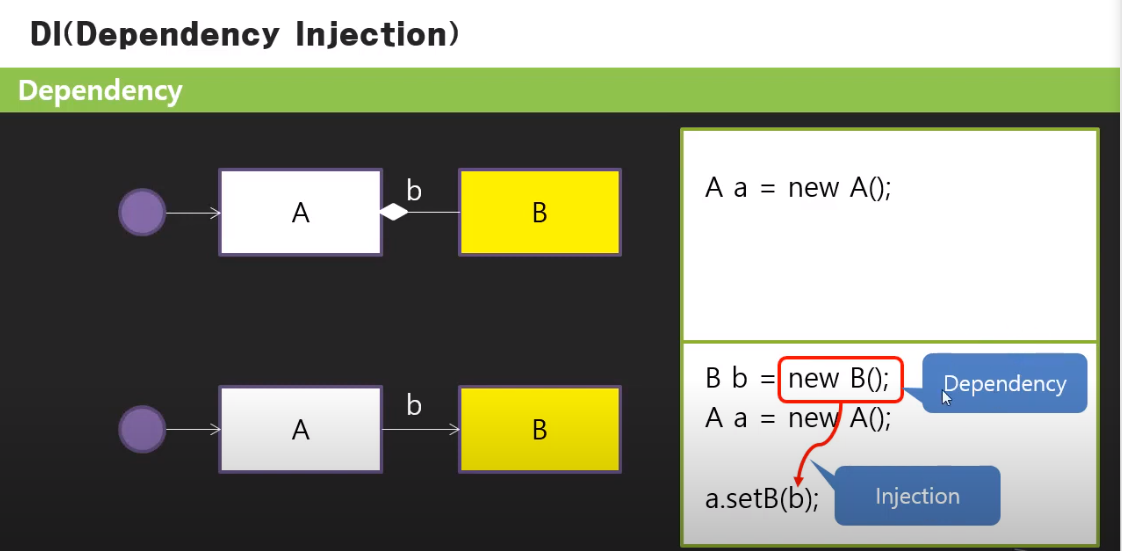 DI(Dependency Injection)
Dependency
b
A
B
A a = new A();
b
A
B
B b = new B();
Dependency
A a = new A();
a.setB(b);
Injection